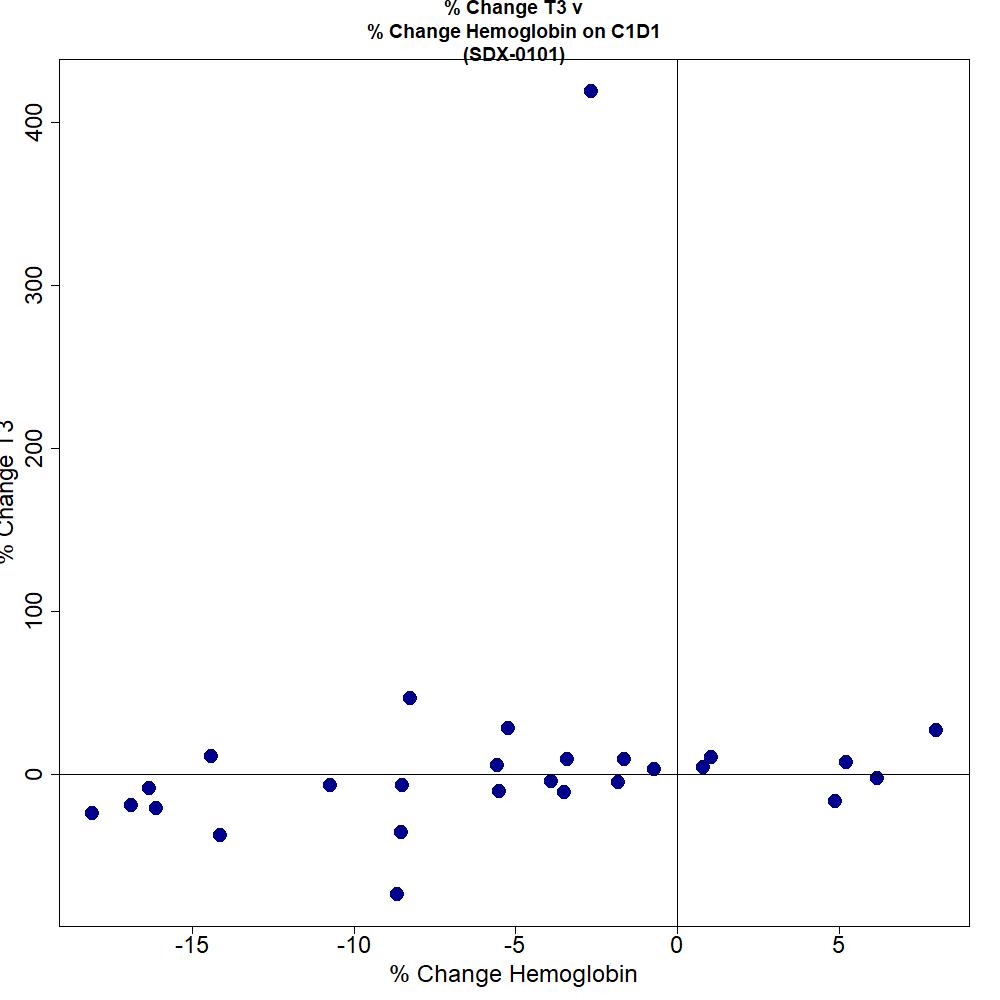 % Change T3 v
% Change Hemoglobin on C1D1
(SDX-0101)
400
300
200
100
0
% Change T3
-15
-10
-5
0
5
% Change Hemoglobin